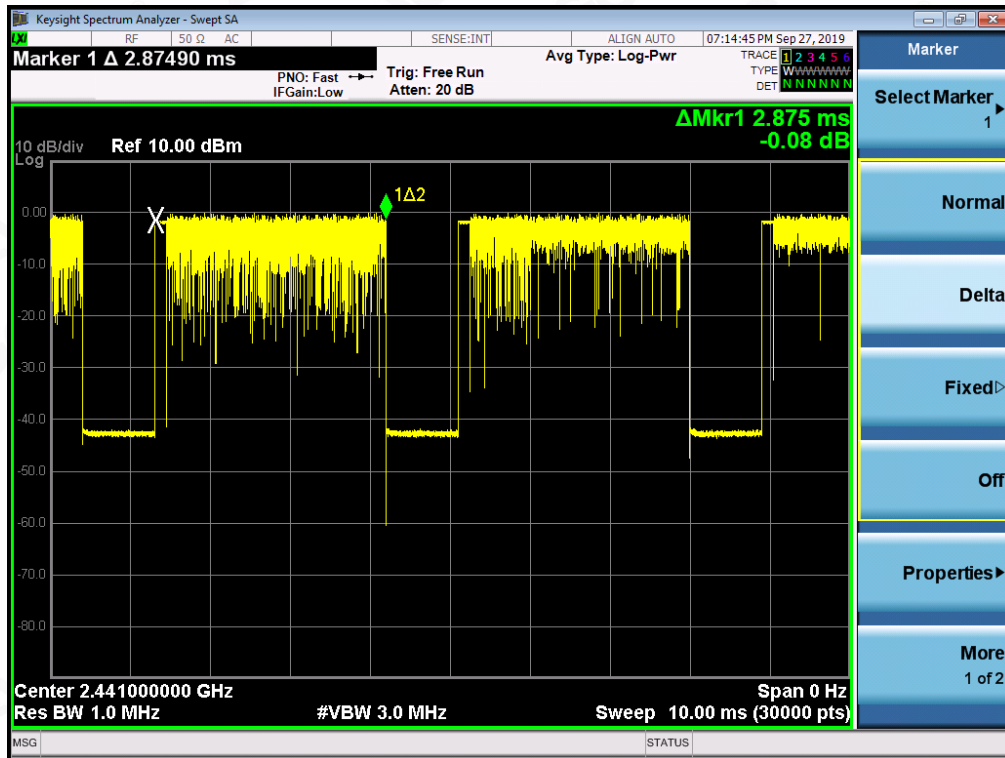 Keysight Spectrum Analyzer - Swept SA
LXI RF 50 Ω AC SENSE:INT ALIGN AUTO 07:14:45 PM Sep 27, 2019
Marker 1 Δ 2.87490 ms
PNO: Fast
IFGain:Low
Trig: Free Run
Atten: 20 dB
Avg Type: Log-Pwr
TRACE 1 2 3 4 5 6
TYPE W
DET N N N N N N
ΔMkr1 2.875 ms
-0.08 dB
10 dB/div Ref 10.00 dBm
Log
1Δ2
0.00
-10.0
-20.0
-30.0
-40.0
-50.0
-60.0
-70.0
-80.0
Center 2.441000000 GHz Span 0 Hz
Res BW 1.0 MHz #VBW 3.0 MHz Sweep 10.00 ms (30000 pts)
MSG STATUS
Marker
Select Marker
1
Normal
Delta
Fixed
Off
Properties
More
1 of 2